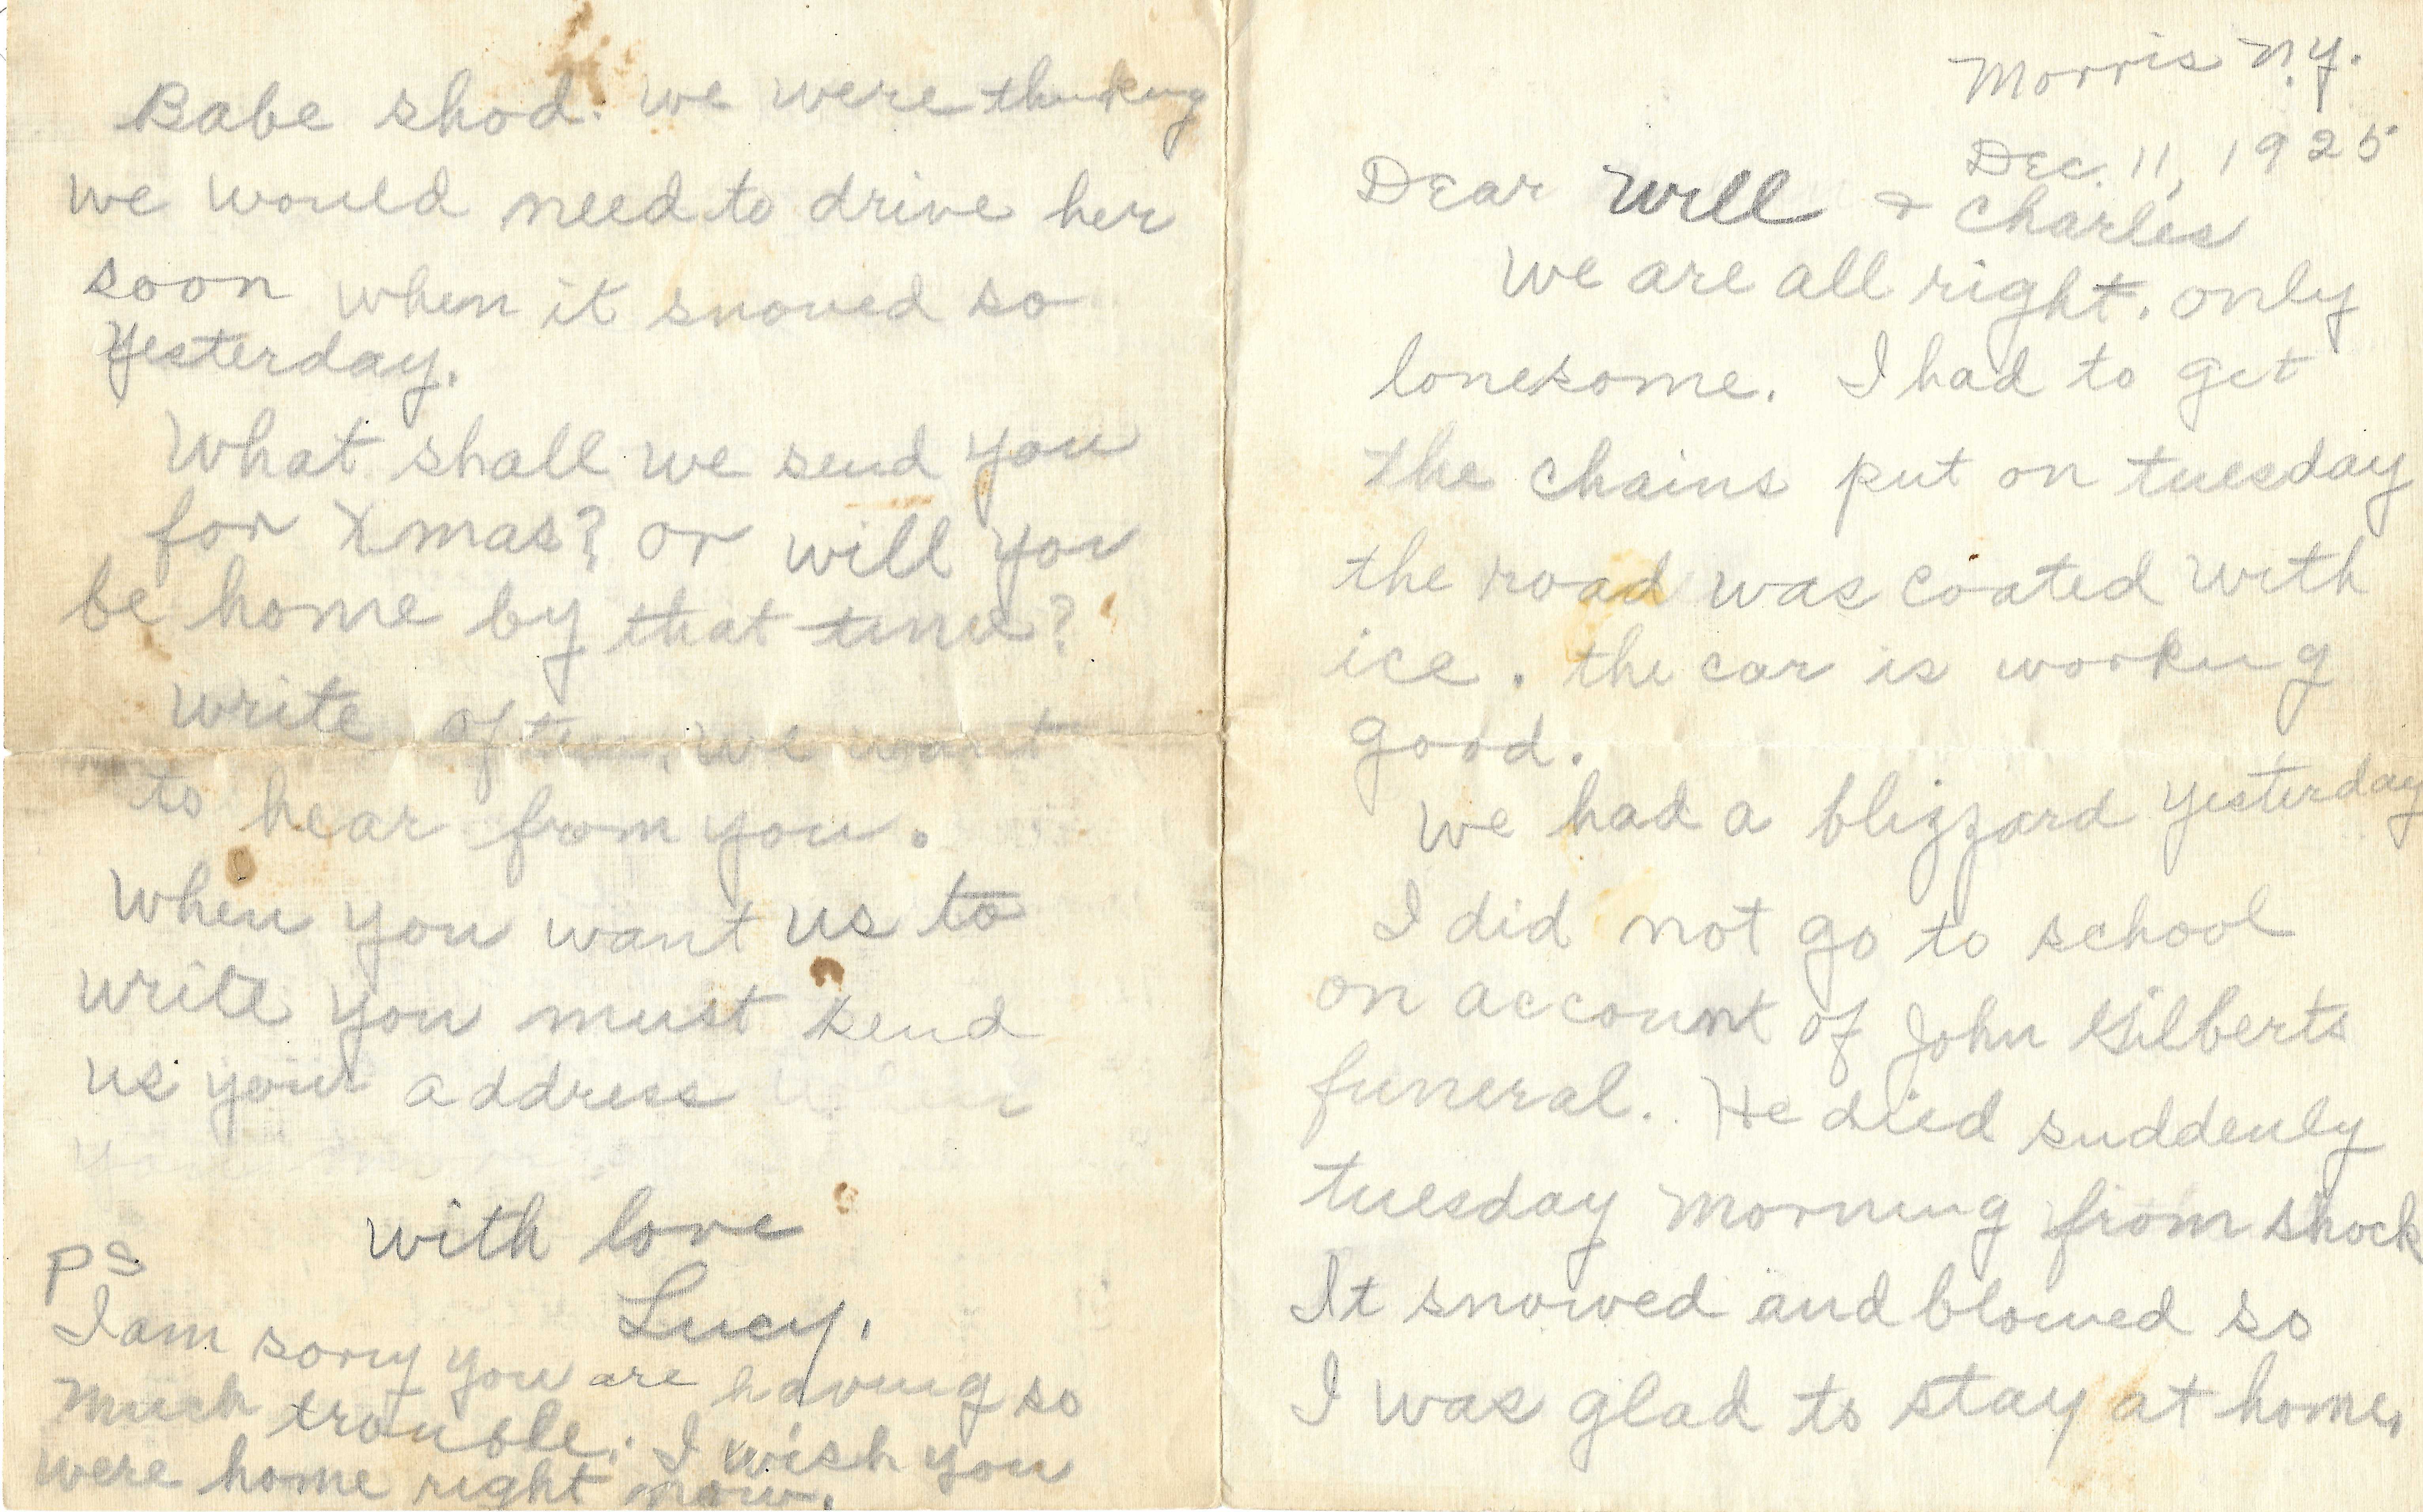 Morris N.Y.
Dec. 11, 1925
Dear Will & Charles
We are all right. only
lonesome. I had to get
the chains put on tuesday
the road was coated with
ice. the car is working
good.
We had a blizzard yesterday
I did not go to school
on account of John Gilberts
funeral. He died suddenly
tuesday morning from shock
It snowed and blowed so
I was glad to stay at home.
Babe shod. we were thinking
we would need to drive her
soon when it snowed so
yesterday.
What shall we send you
for Xmas? or will you
be home by that time?
write often. we want
to hear from you.
When you want us to
write you must send
us your address
with love
Lucy.
PS
I am sorry you are having so
much trouble. I wish you
were home right now.